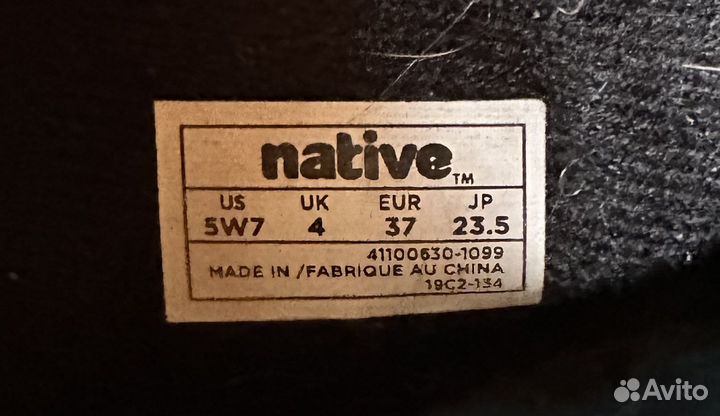 native™
US UK EUR JP
5W7 4 37 23.5
41100630-1099
MADE IN /FABRIQUE AU CHINA
19C2-134
Avito